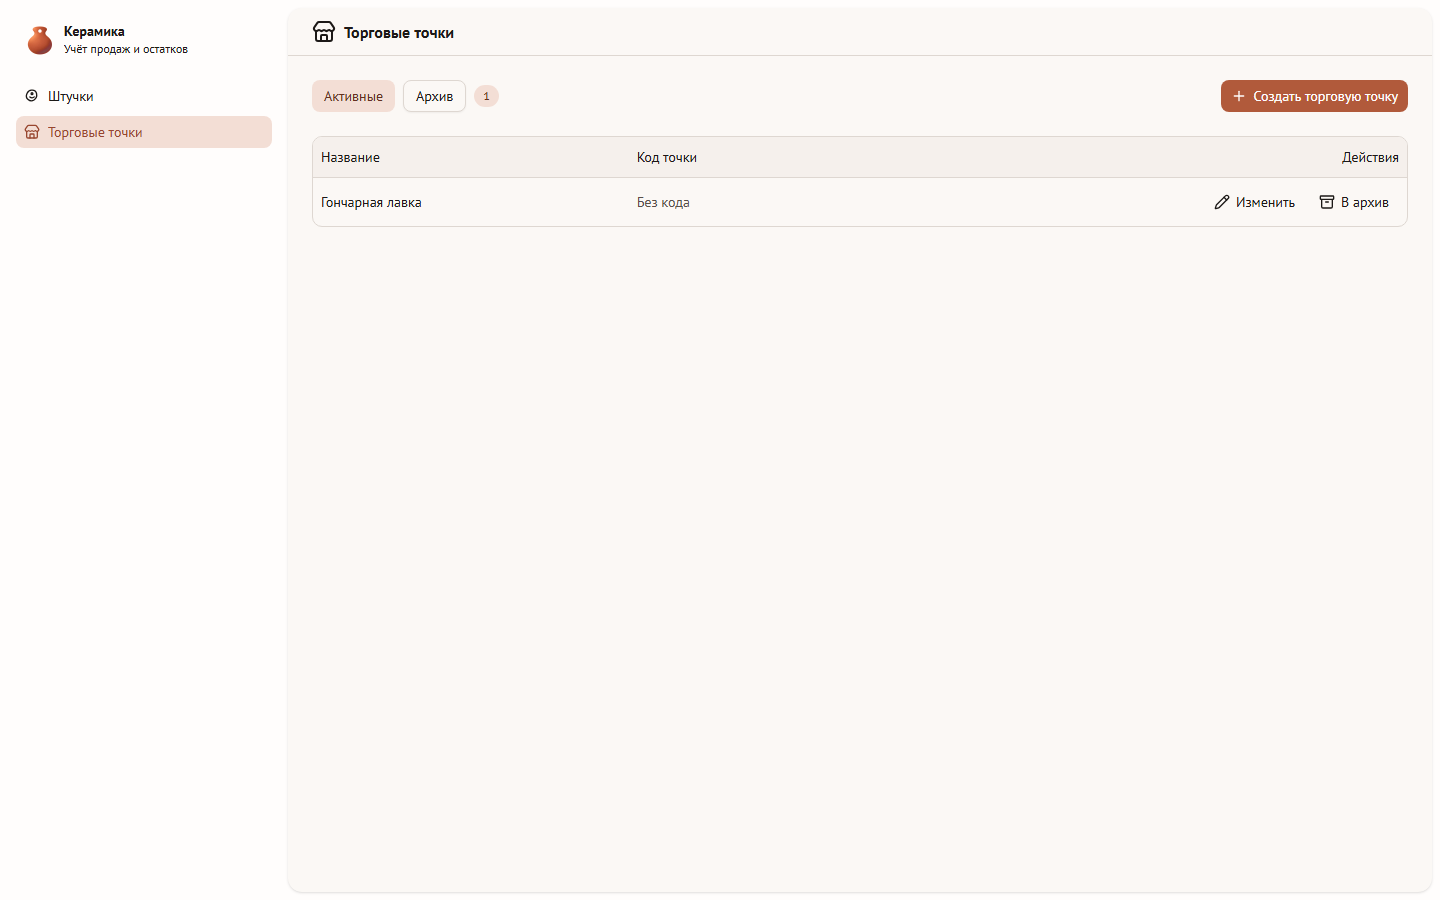 Керамика
Учёт продаж и остатков
Штучки
Торговые точки
Торговые точки
Активные Архив 1
Создать торговую точку
Название Код точки Действия
Гончарная лавка Без кода Изменить В архив